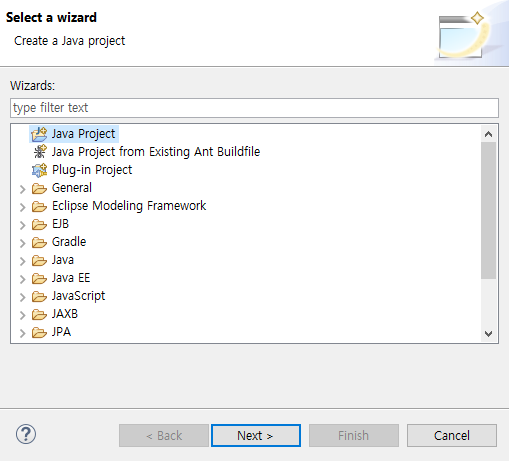 Select a wizard
Create a Java project
Wizards:
type filter text
Java Project
Java Project from Existing Ant Buildfile
Plug-in Project
General
Eclipse Modeling Framework
EJB
Gradle
Java
Java EE
JavaScript
JAXB
JPA
? < Back Next > Finish Cancel